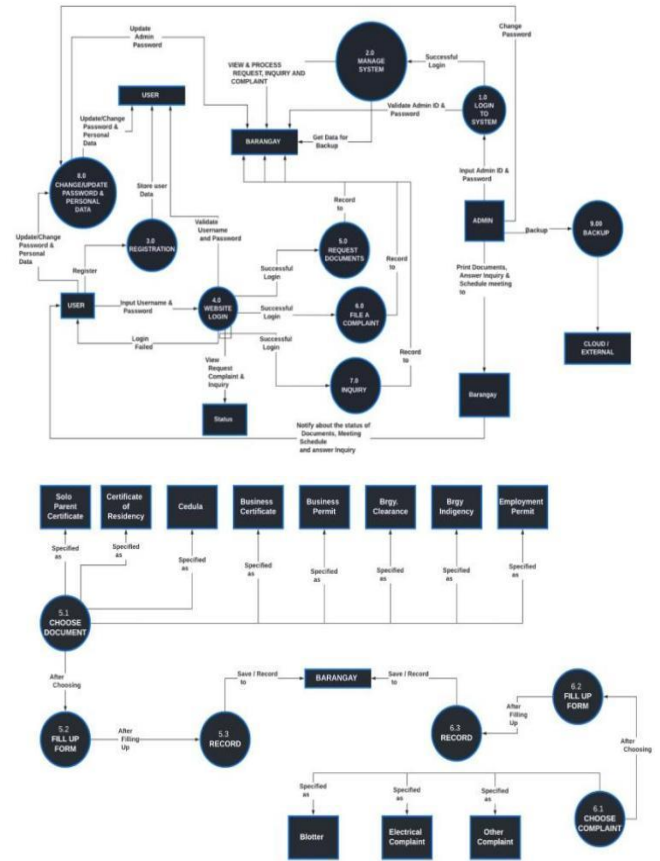 Change
Password
Update
Admin
Password
2.0
MANAGE
SYSTEM
Successful
Login
VIEW & PROCESS
REQUEST, INQUIRY AND
COMPLAINT
1.0
LOGIN
TO
SYSTEM
USER
Validate Admin ID &
Password
Update/Change
Password &
Personal
Data
BARANGAY
Get Data for
Backup
8.0
CHANGE/UPDATE
PASSWORD &
PERSONAL
DATA
Store user
Data
Input Admin ID &
Password
Validate
Username
and Password
Record
to
ADMIN
Backup
9.00
BACKUP
Update/Change
Password &
Personal
Data
3.0
REGISTRATION
5.0
REQUEST
DOCUMENTS
Register
Successful
Login
Record
to
Print Documents,
Answer Inquiry &
Schedule meeting
to
USER
Input Username &
Password
4.0
WEBSITE
LOGIN
Successful
Login
6.0
FILE A
COMPLAINT
Login
Failed
Successful
Login
CLOUD /
EXTERNAL
View
Request
Complaint &
Inquiry
Record
to
7.0
INQUIRY
Barangay
Status
Notify about the status of
Documents, Meeting
Schedule
and answer Inquiry
Solo
Parent
Certificate
Certificate
of
Residency
Cedula
Business
Certificate
Business
Permit
Brgy.
Clearance
Brgy
Indigency
Employment
Permit
Specified
as
Specified
as
Specified
as
Specified
as
Specified
as
Specified
as
Specified
as
Specified
as
5.1
CHOOSE
DOCUMENT
After
Choosing
Save / Record
to
BARANGAY
Save / Record
to
6.2
FILL UP
FORM
5.2
FILL UP
FORM
After
Filling
Up
5.3
RECORD
6.3
RECORD
After
Filling
Up
After
Choosing
Specified
as
Specified
as
Specified
as
6.1
CHOOSE
COMPLAINT
Blotter
Electrical
Complaint
Other
Complaint